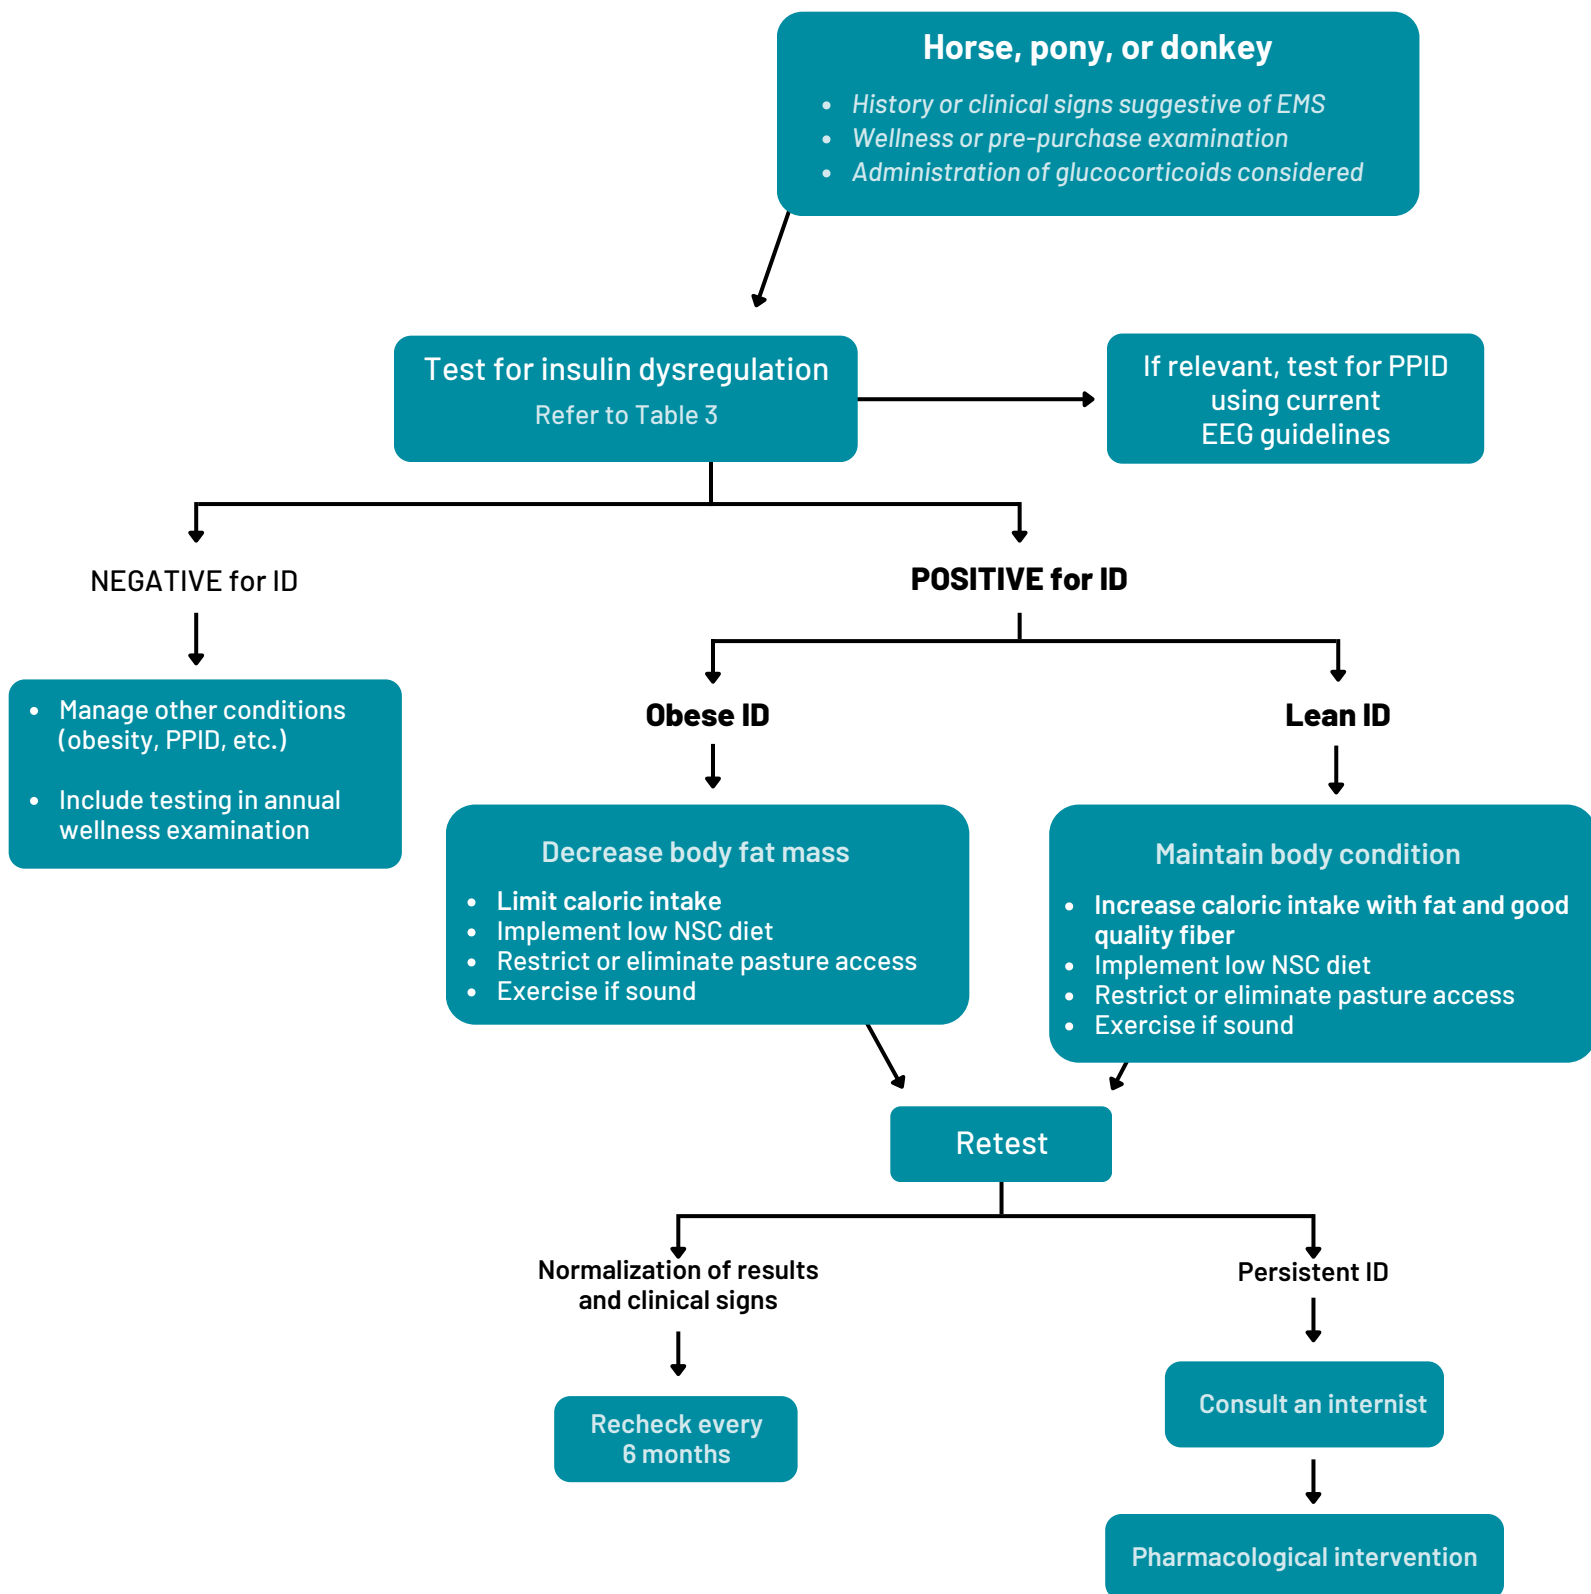 Horse, pony, or donkey
• History or clinical signs suggestive of EMS
• Wellness or pre-purchase examination
• Administration of glucocorticoids considered
Test for insulin dysregulation
Refer to Table 3
If relevant, test for PPID
using current
EEG guidelines
NEGATIVE for ID
POSITIVE for ID
• Manage other conditions
(obesity, PPID, etc.)
• Include testing in annual
wellness examination
Obese ID
Lean ID
Decrease body fat mass
• Limit caloric intake
• Implement low NSC diet
• Restrict or eliminate pasture access
• Exercise if sound
Maintain body condition
• Increase caloric intake with fat and good
quality fiber
• Implement low NSC diet
• Restrict or eliminate pasture access
• Exercise if sound
Retest
Normalization of results
and clinical signs
Persistent ID
Recheck every
6 months
Consult an internist
Pharmacological intervention